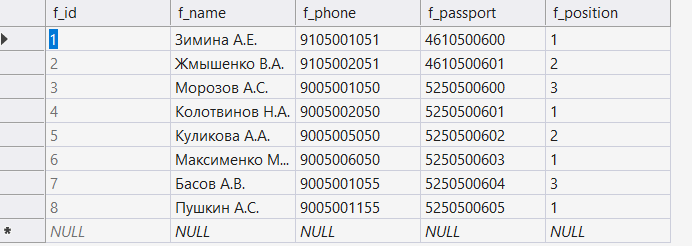 f_id f_name f_phone f_passport f_position
1 Зимина А.Е. 9105001051 4610500600 1
2 Жмышенко В.А. 9105002051 4610500601 2
3 Морозов А.С. 9005001050 5250500600 3
4 Колотвинов Н.А. 9005002050 5250500601 1
5 Куликова А.А. 9005005050 5250500602 2
6 Максименко М... 9005006050 5250500603 1
7 Басов А.В. 9005001055 5250500604 3
8 Пушкин А.С. 9005001155 5250500605 1
* NULL NULL NULL NULL NULL